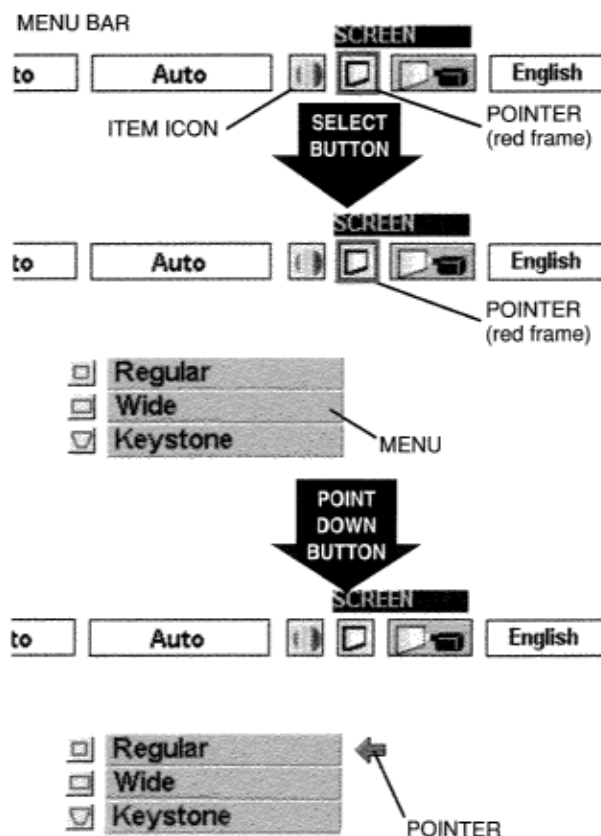 MENU BAR
SCREEN
to Auto English
ITEM ICON
SELECT
BUTTON
POINTER
(red frame)
SCREEN
to Auto English
POINTER
(red frame)
Regular
Wide
Keystone
MENU
POINT
DOWN
BUTTON
SCREEN
to Auto English
Regular
Wide
Keystone
POINTER